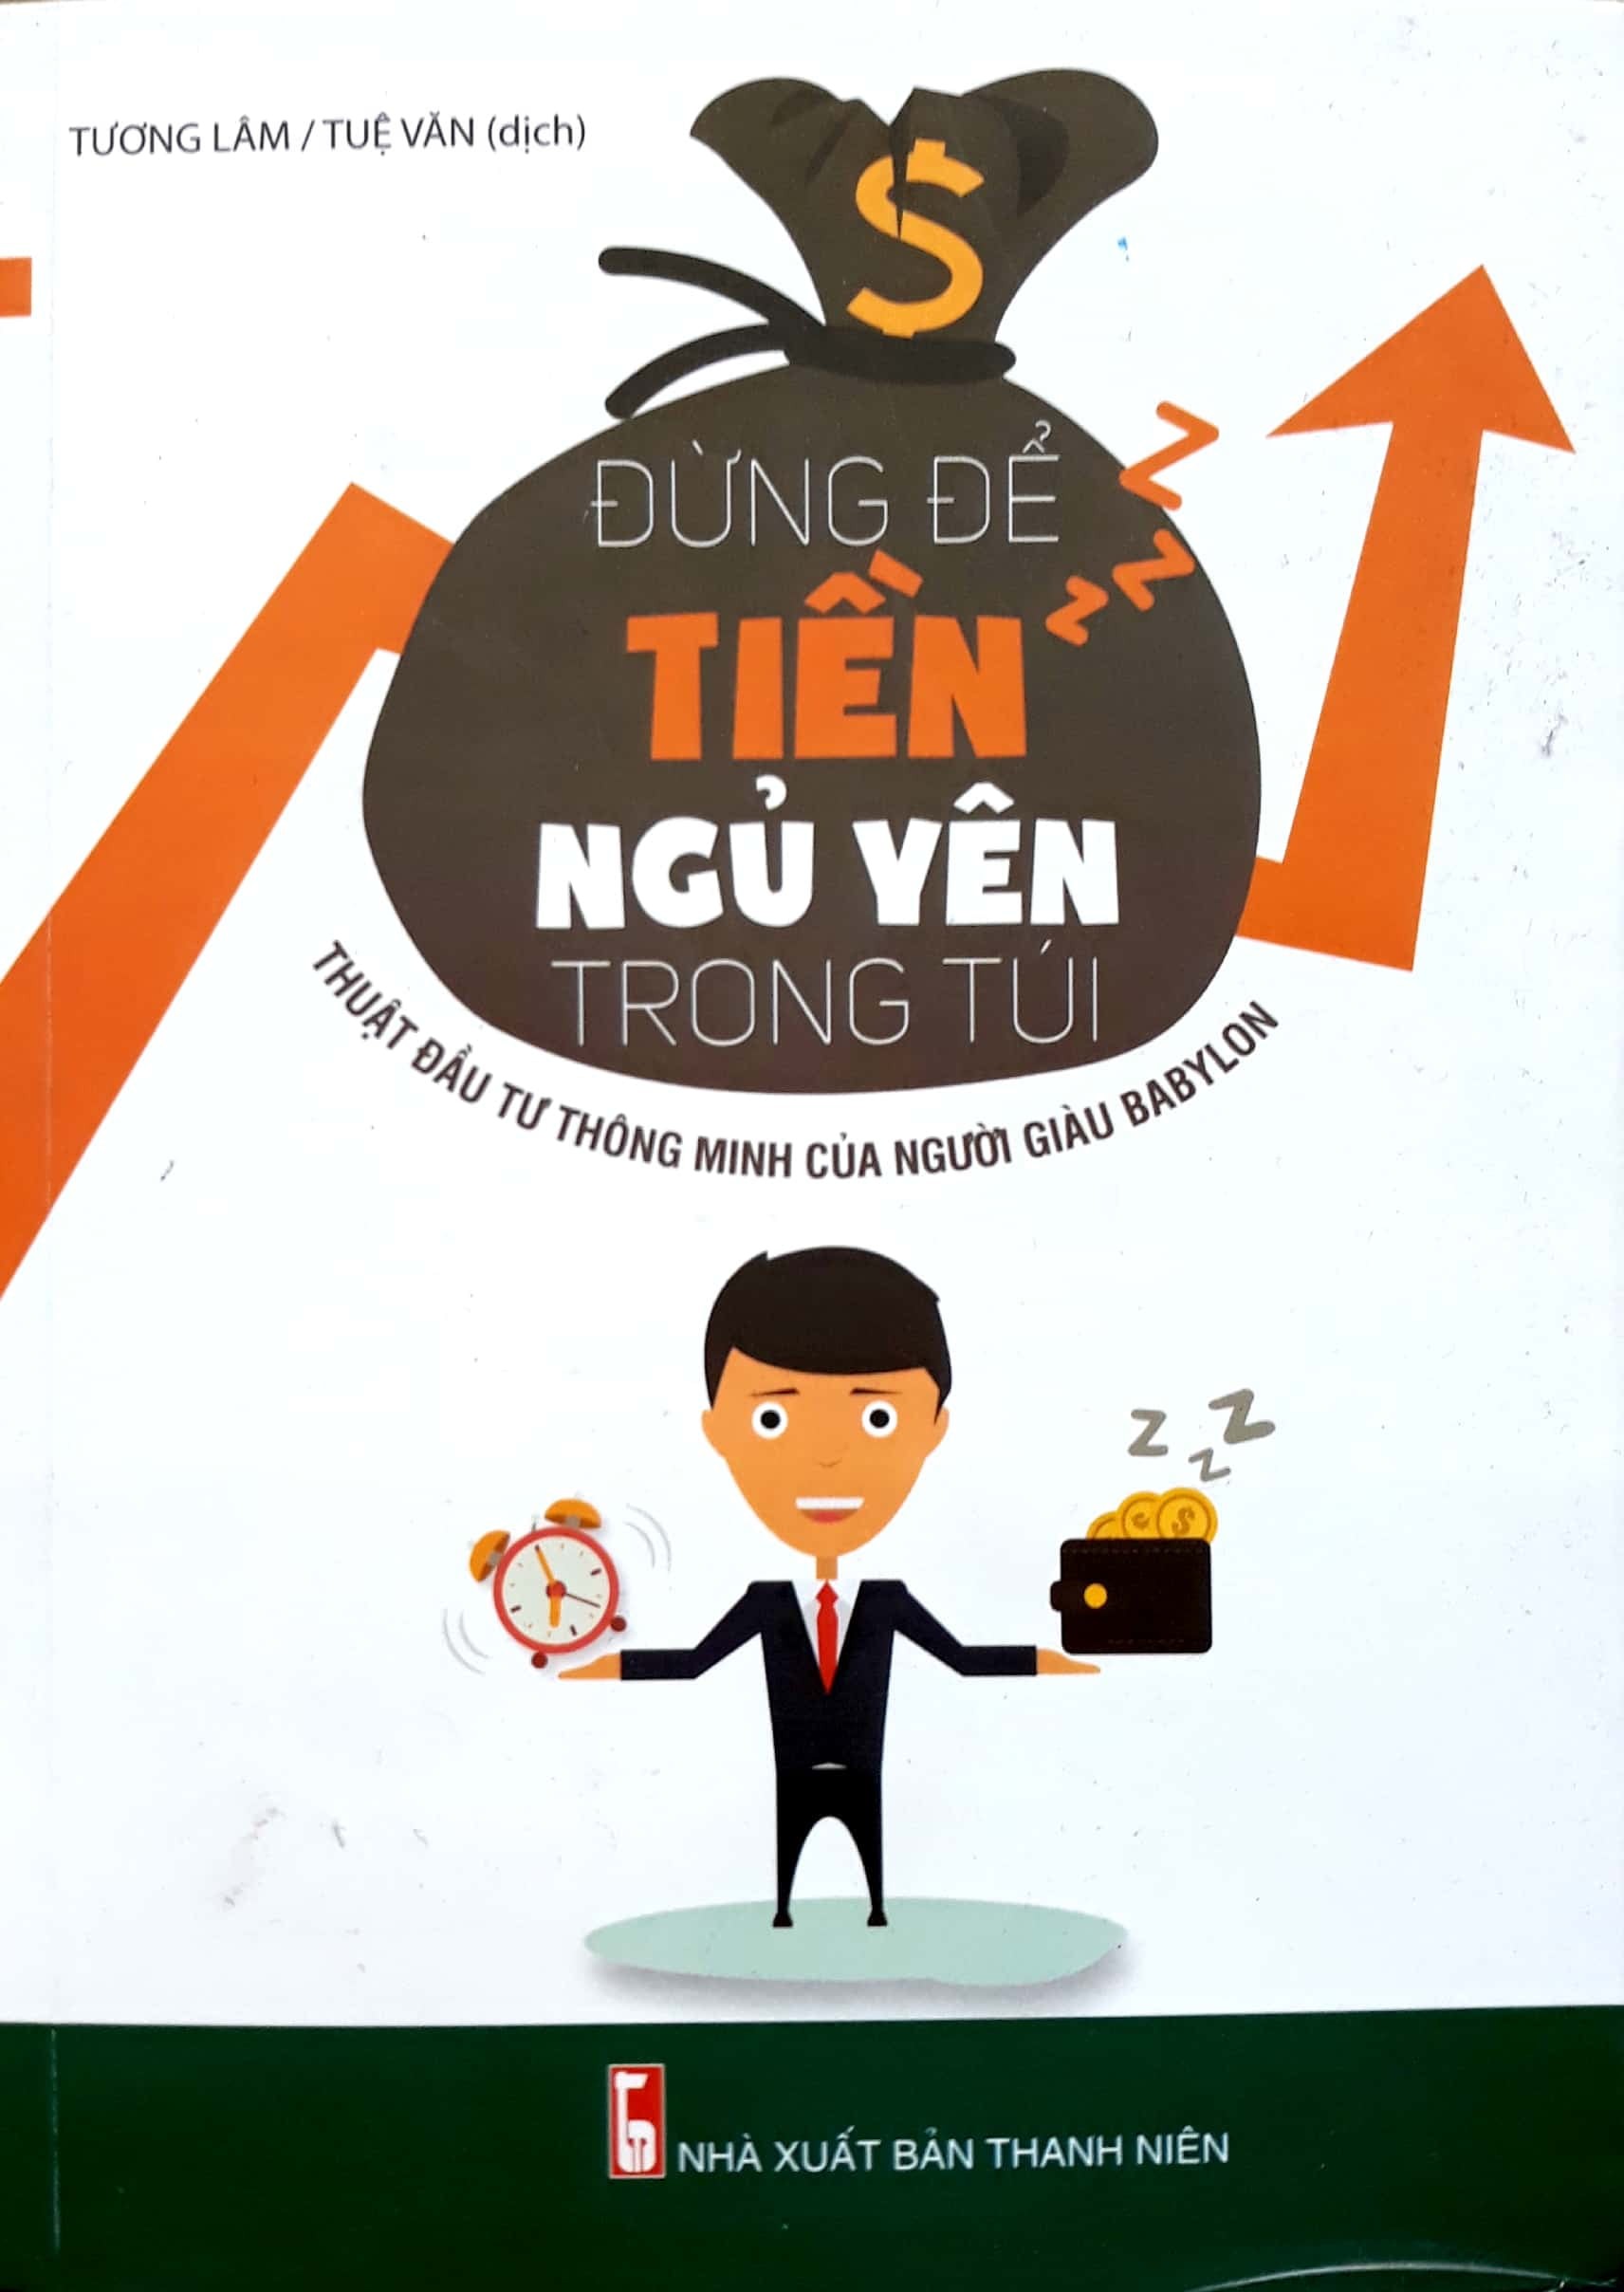 TƯƠNG LÂM / TUỆ VĂN (dịch)
$
ĐỪNG ĐỂ
Z
Z
Z
TIỀN
NGỦ YÊN
TRONG TÚI
THUẬT ĐẦU TƯ THÔNG MINH CỦA NGƯỜI GIÀU BABYLON
Z Z
Z
¢ $
NHÀ XUẤT BẢN THANH NIÊN